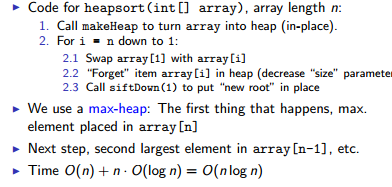 ▶ Code for heapsort(int[] array), array length n:
1. Call makeHeap to turn array into heap (in-place).
2. For i = n down to 1:
2.1 Swap array[1] with array[i]
2.2 "Forget" item array[i] in heap (decrease "size" paramete
2.3 Call siftDown(1) to put "new root" in place
▶ We use a max-heap: The first thing that happens, max.
element placed in array[n]
▶ Next step, second largest element in array[n-1], etc.
▶ Time O(n) + n · O(log n) = O(n log n)